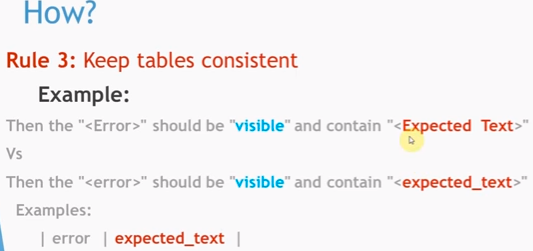 How?
Rule 3: Keep tables consistent
Example:
Then the "<Error>" should be "visible" and contain "<Expected Text>"
Vs
Then the "<error>" should be "visible" and contain "<expected_text>"
Examples:
| error | expected_text |